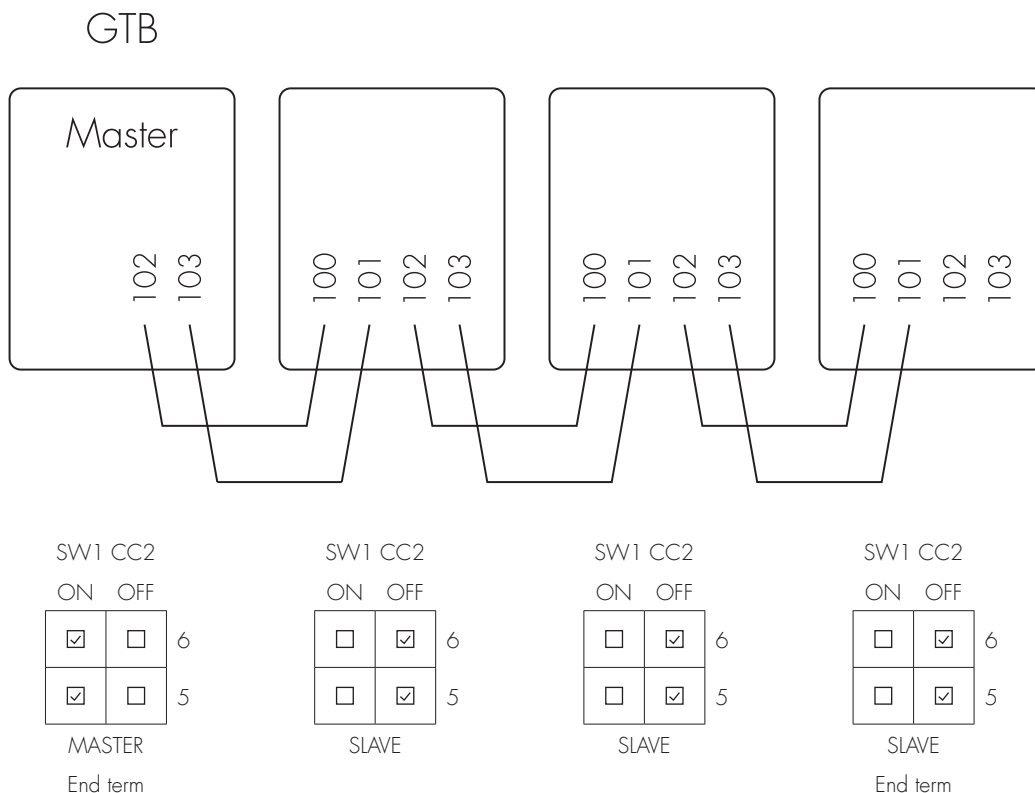 GTB
Master
102 103 100 101 102 103 100 101 102 103 100 101 102 103
SW1 CC2 SW1 CC2 SW1 CC2 SW1 CC2
ON OFF ON OFF ON OFF ON OFF
6 6 6 6
5 5 5 5
MASTER SLAVE SLAVE SLAVE
End term End term